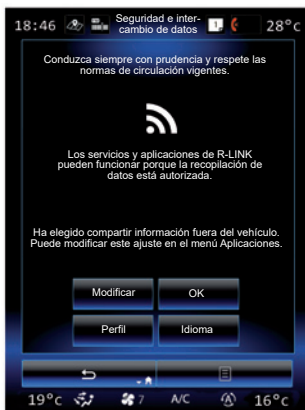 18:46
Seguridad e inter-
cambio de datos
1
28°c
Conduzca siempre con prudencia y respete las
normas de circulación vigentes.
Los servicios y aplicaciones de R-LINK
pueden funcionar porque la recopilación de
datos está autorizada.
Ha elegido compartir información fuera del vehículo.
Puede modificar este ajuste en el menú Aplicaciones.
Modificar
OK
Perfil
Idioma
19°c
7
A/C
A
16°c